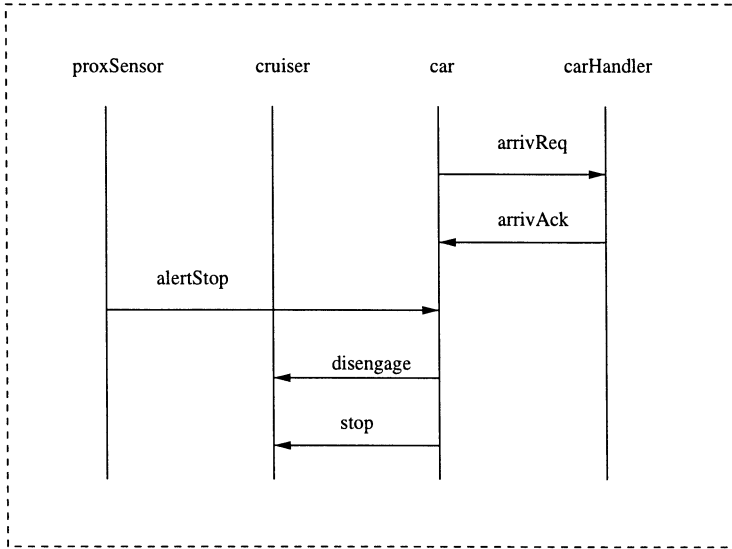 proxSensor cruiser car carHandler
arrivReq
arrivAck
alertStop
disengage
stop